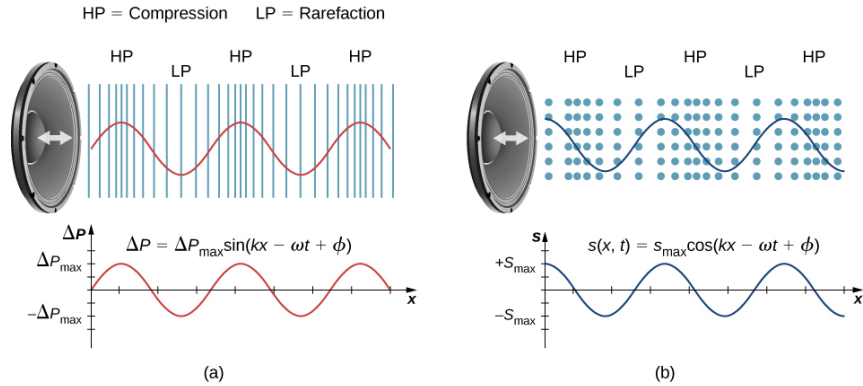 HP = Compression LP = Rarefaction
HP HP HP
LP LP
ΔP
ΔP = ΔPmaxsin(kx − ωt + ϕ)
ΔPmax
x
−ΔPmax
(a)
HP HP HP
LP LP
s
s(x, t) = smaxcos(kx − ωt + ϕ)
+Smax
x
−Smax
(b)